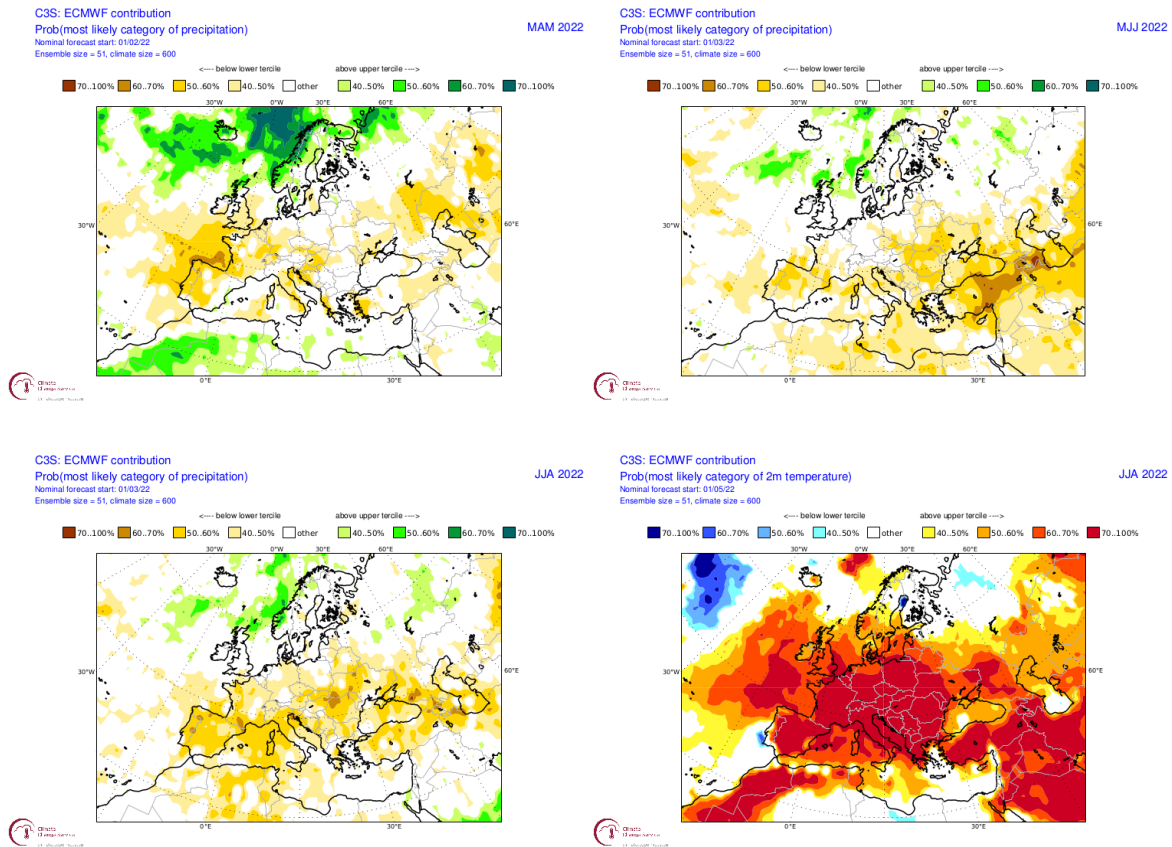 C3S: ECMWF contribution
Prob(most likely category of precipitation)
MAM 2022
Nominal forecast start: 01/02/22
Ensemble size = 51, climate size = 600
<---- below lower tercile
above upper tercile ---->
70..100%
60..70%
50..60%
40..50%
other
40..50%
50..60%
60..70%
70..100%
30°W
0°W
30°E
60°E
30°W
60°E
0°E
30°E
Climate
C3S: ECMWF contribution
Prob(most likely category of precipitation)
MJJ 2022
Nominal forecast start: 01/03/22
Ensemble size = 51, climate size = 600
<---- below lower tercile
above upper tercile ---->
70..100%
60..70%
50..60%
40..50%
other
40..50%
50..60%
60..70%
70..100%
30°W
0°W
30°E
60°E
30°W
60°E
0°E
30°E
Climate
C3S: ECMWF contribution
Prob(most likely category of precipitation)
JJA 2022
Nominal forecast start: 01/03/22
Ensemble size = 51, climate size = 600
<---- below lower tercile
above upper tercile ---->
70..100%
60..70%
50..60%
40..50%
other
40..50%
50..60%
60..70%
70..100%
30°W
0°W
30°E
60°E
30°W
60°E
0°E
30°E
Climate
C3S: ECMWF contribution
Prob(most likely category of 2m temperature)
JJA 2022
Nominal forecast start: 01/05/22
Ensemble size = 51, climate size = 600
<---- below lower tercile
above upper tercile ---->
70..100%
60..70%
50..60%
40..50%
other
40..50%
50..60%
60..70%
70..100%
30°W
0°W
30°E
60°E
30°W
60°E
0°E
30°E
Climate